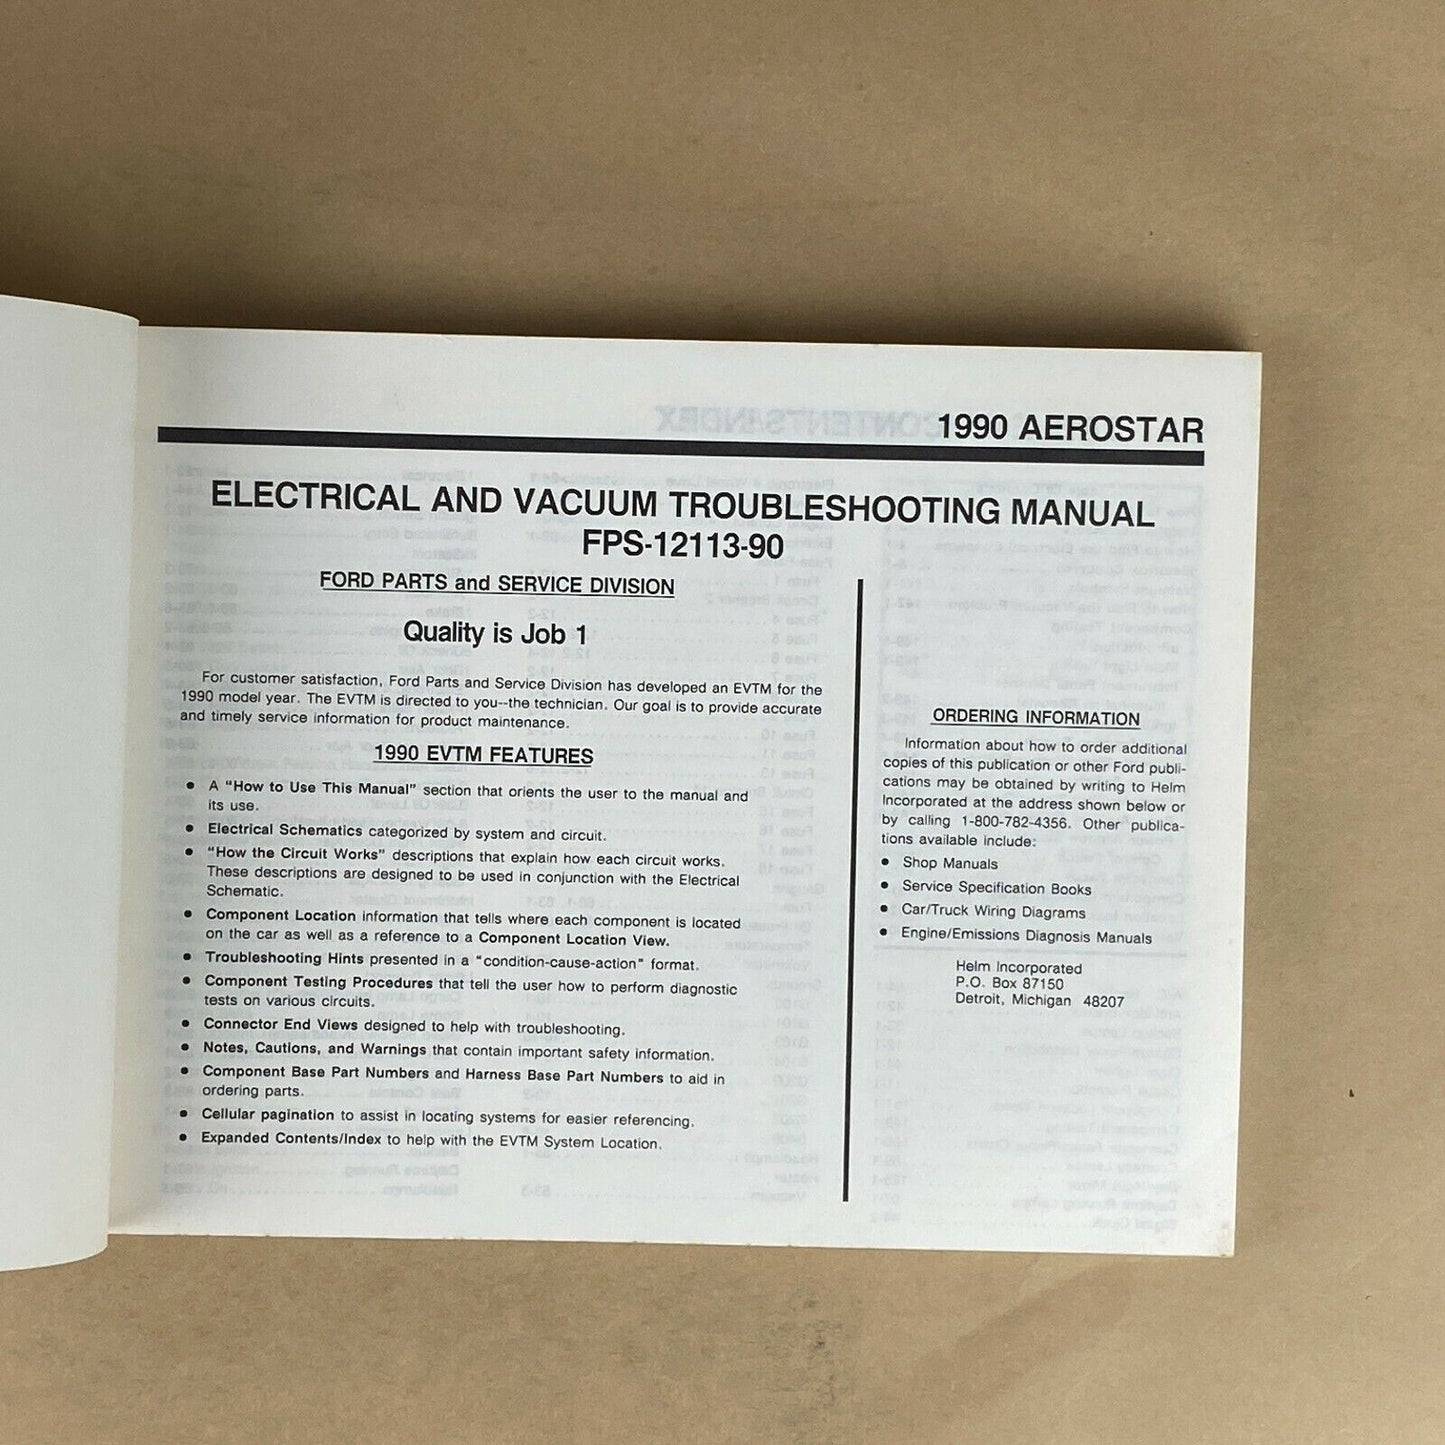 1990 AEROSTAR
ELECTRICAL AND VACUUM TROUBLESHOOTING MANUAL
FPS-12113-90
FORD PARTS and SERVICE DIVISION
Quality is Job 1
For customer satisfaction, Ford Parts and Service Division has developed an EVTM for the
1990 model year. The EVTM is directed to you--the technician. Our goal is to provide accurate
and timely service information for product maintenance.
1990 EVTM FEATURES
● A "How to Use This Manual" section that orients the user to the manual and
its use.
● Electrical Schematics categorized by system and circuit.
● "How the Circuit Works" descriptions that explain how each circuit works.
These descriptions are designed to be used in conjunction with the Electrical
Schematic.
● Component Location information that tells where each component is located
on the car as well as a reference to a Component Location View.
● Troubleshooting Hints presented in a "condition-cause-action" format.
● Component Testing Procedures that tell the user how to perform diagnostic
tests on various circuits.
● Connector End Views designed to help with troubleshooting.
● Notes, Cautions, and Warnings that contain important safety information.
● Component Base Part Numbers and Harness Base Part Numbers to aid in
ordering parts.
● Cellular pagination to assist in locating systems for easier referencing.
● Expanded Contents/Index to help with the EVTM System Location.
ORDERING INFORMATION
Information about how to order additional
copies of this publication or other Ford publi-
cations may be obtained by writing to Helm
Incorporated at the address shown below or
by calling 1-800-782-4356. Other publica-
tions available include:
● Shop Manuals
● Service Specification Books
● Car/Truck Wiring Diagrams
● Engine/Emissions Diagnosis Manuals
Helm Incorporated
P.O. Box 87150
Detroit, Michigan 48207